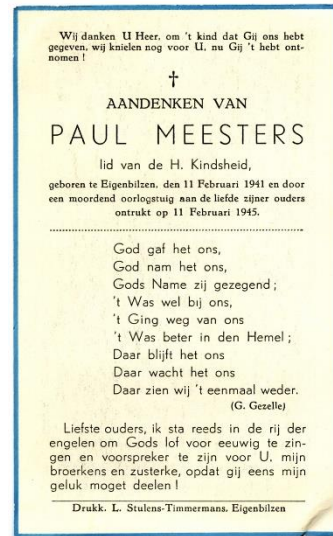 Wij danken U Heer, om 't kind dat Gij ons hebt
gegeven, wij knielen nog voor U, nu Gij 't hebt ont-
nomen !
†
AANDENKEN VAN
PAUL MEESTERS
lid van de H. Kindsheid,
geboren te Eigenbilzen, den 11 Februari 1941 en door
een moordend oorlogstuig aan de liefde zijner ouders
ontrukt op 11 Februari 1945.
God gaf het ons,
God nam het ons,
Gods Name zij gezegend ;
't Was wel bij ons,
't Ging weg van ons
't Was beter in den Hemel ;
Daar blijft het ons
Daar wacht het ons
Daar zien wij 't eenmaal weder.
(G. Gezelle)
Liefste ouders, ik sta reeds in de rij der
engelen om Gods lof voor eeuwig te zin-
gen en voorspreker te zijn voor U, mijn
broerkens en zusterke, opdat gij eens mijn
geluk moget deelen !
Drukk. L. Stulens-Timmermans, Eigenbilzen